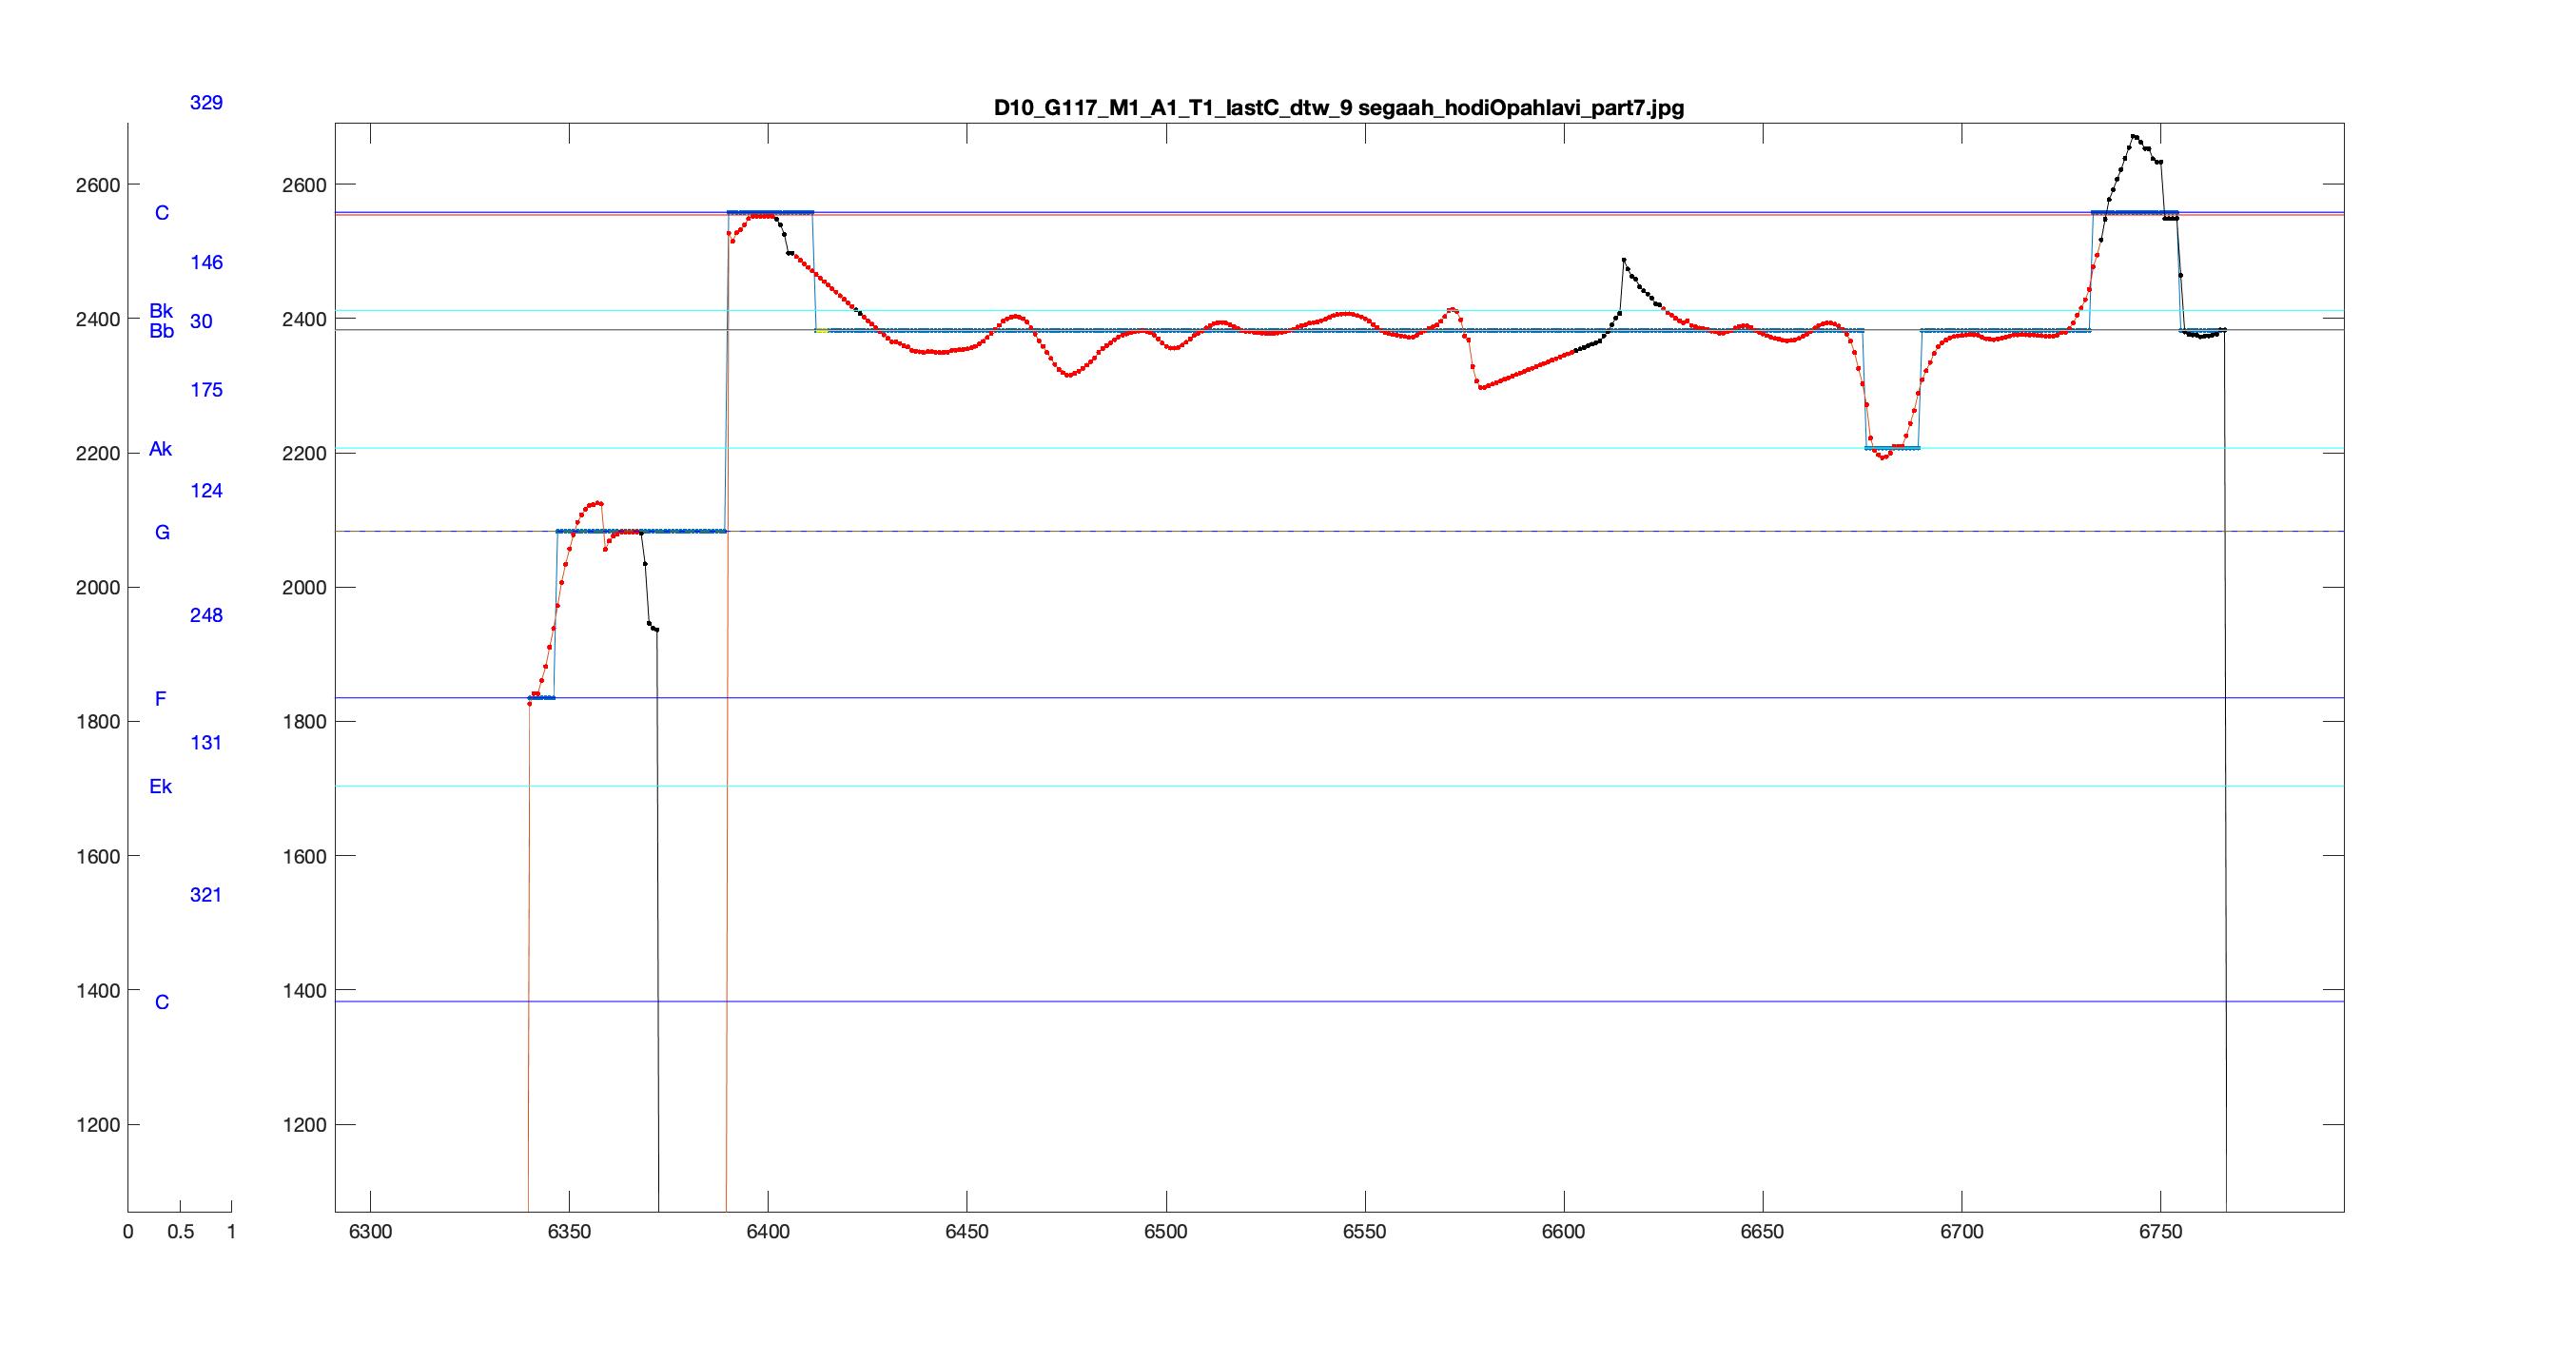 D10_G117_M1_A1_T1_lastC_dtw_9 segaah_hodiOpahlavi_part7.jpg
329
2600 2600
C
146
Bk
2400 Bb 30 2400
175
2200 Ak 2200
124
G
2000 2000
248
F
1800 1800
131
Ek
1600 1600
321
1400 C 1400
1200 1200
0 0.5 1 6300 6350 6400 6450 6500 6550 6600 6650 6700 6750